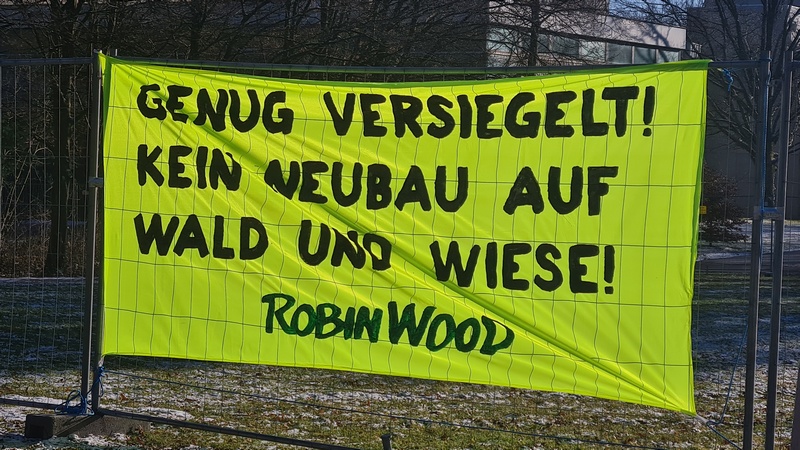 GENUG VERSIEGELT!
KEIN NEUBAU AUF
WALD UND WIESE!
ROBIN WOOD